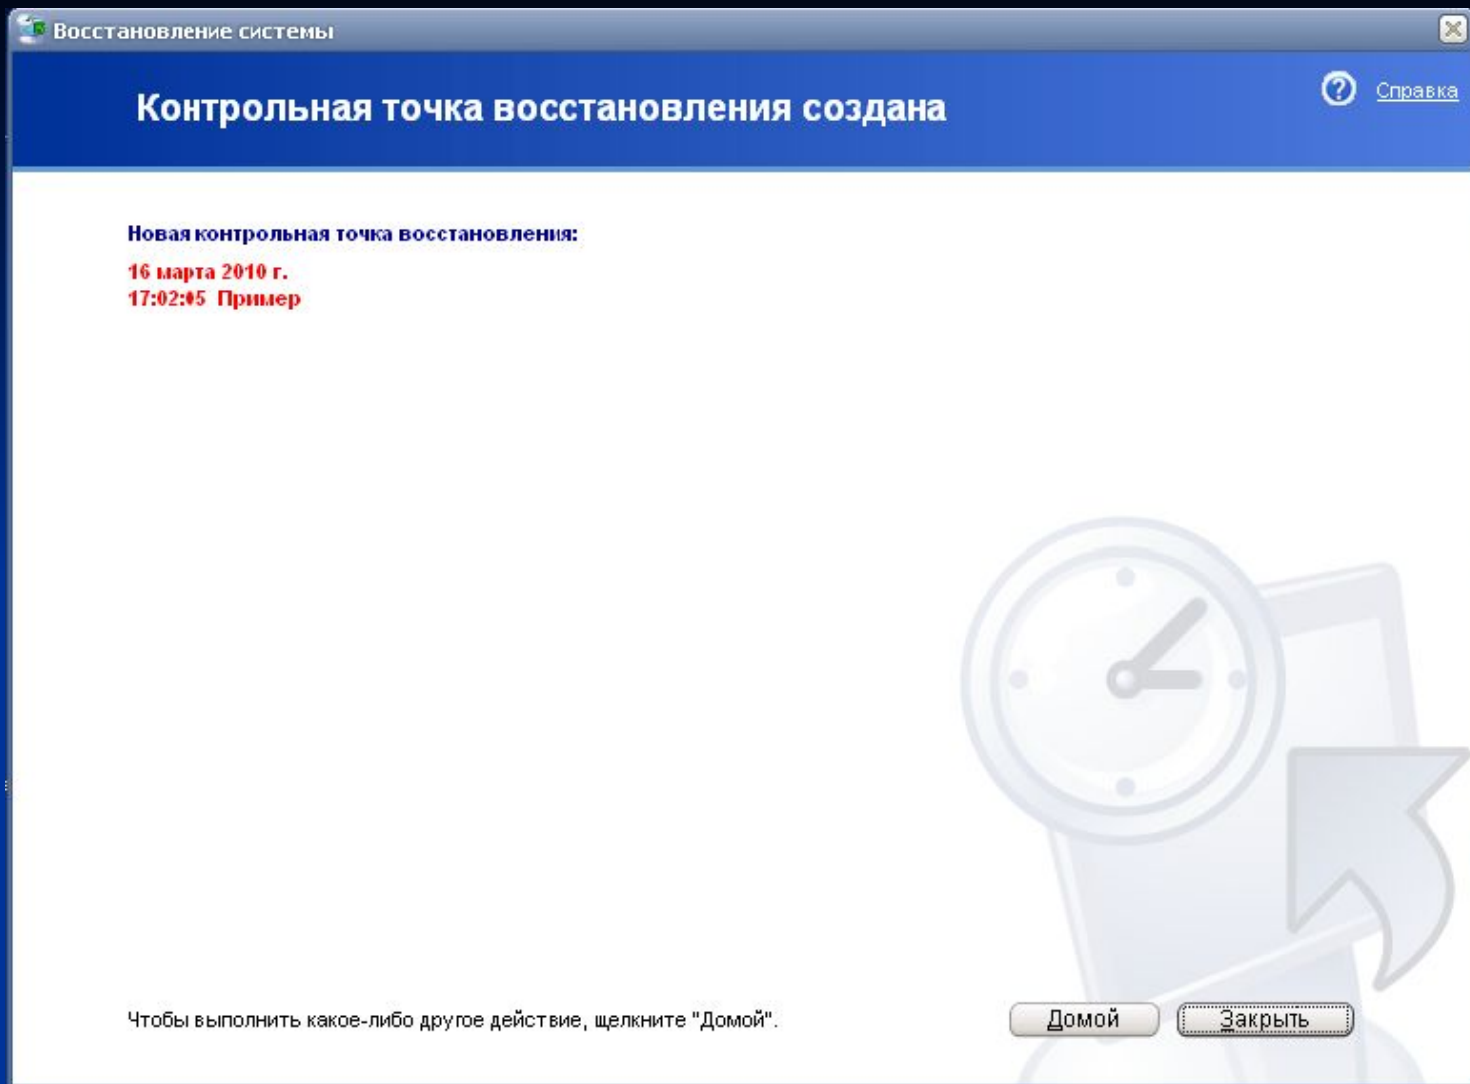 Восстановление системы
Контрольная точка восстановления создана
Справка
Новая контрольная точка восстановления:
16 марта 2010 г.
17:02:05 Пример
Чтобы выполнить какое-либо другое действие, щелкните "Домой".
Домой
Закрыть